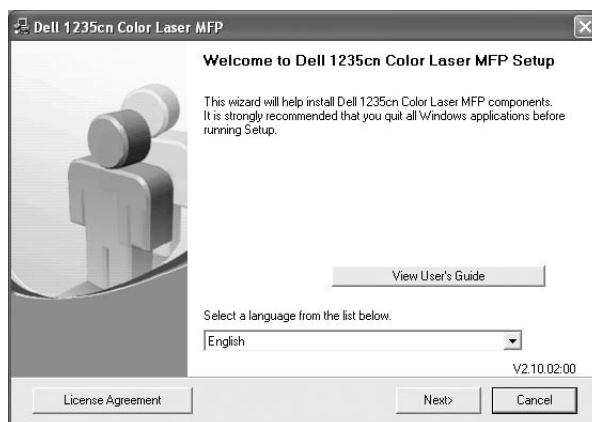 Dell 1235cn Color Laser MFP
Welcome to Dell 1235cn Color Laser MFP Setup
This wizard will help install Dell 1235cn Color Laser MFP components.
It is strongly recommended that you quit all Windows applications before
running Setup.
View User's Guide
Select a language from the list below.
English
V2.10.02:00
License Agreement
Next>
Cancel